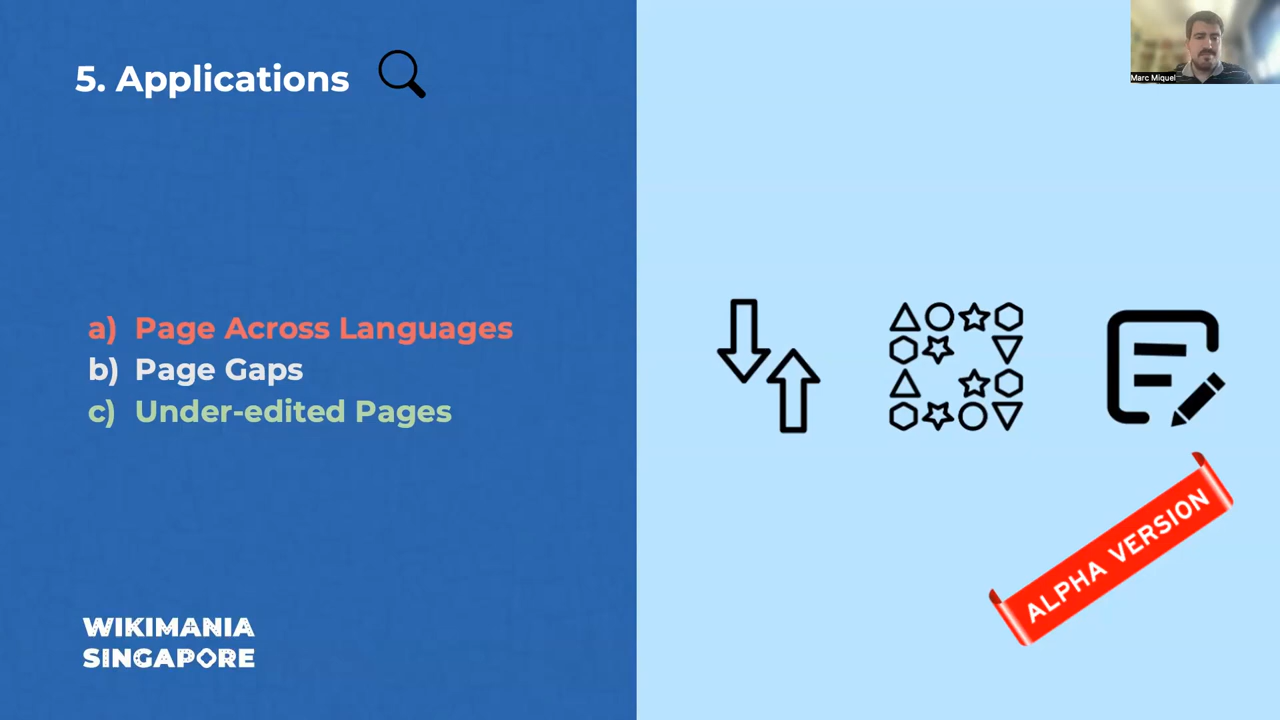 5. Applications
Marc Miquel
a) Page Across Languages
b) Page Gaps
c) Under-edited Pages
ALPHA VERSION
WIKIMANIA
SINGAPORE